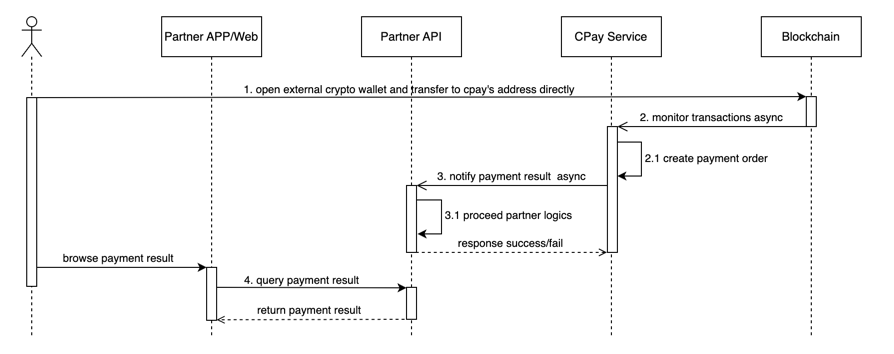 Partner APP/Web
Partner API
CPay Service
Blockchain
1. open external crypto wallet and transfer to cpay's address directly
2. monitor transactions async
2.1 create payment order
3. notify payment result  async
3.1 proceed partner logics
response success/fail
browse payment result
4. query payment result
return payment result